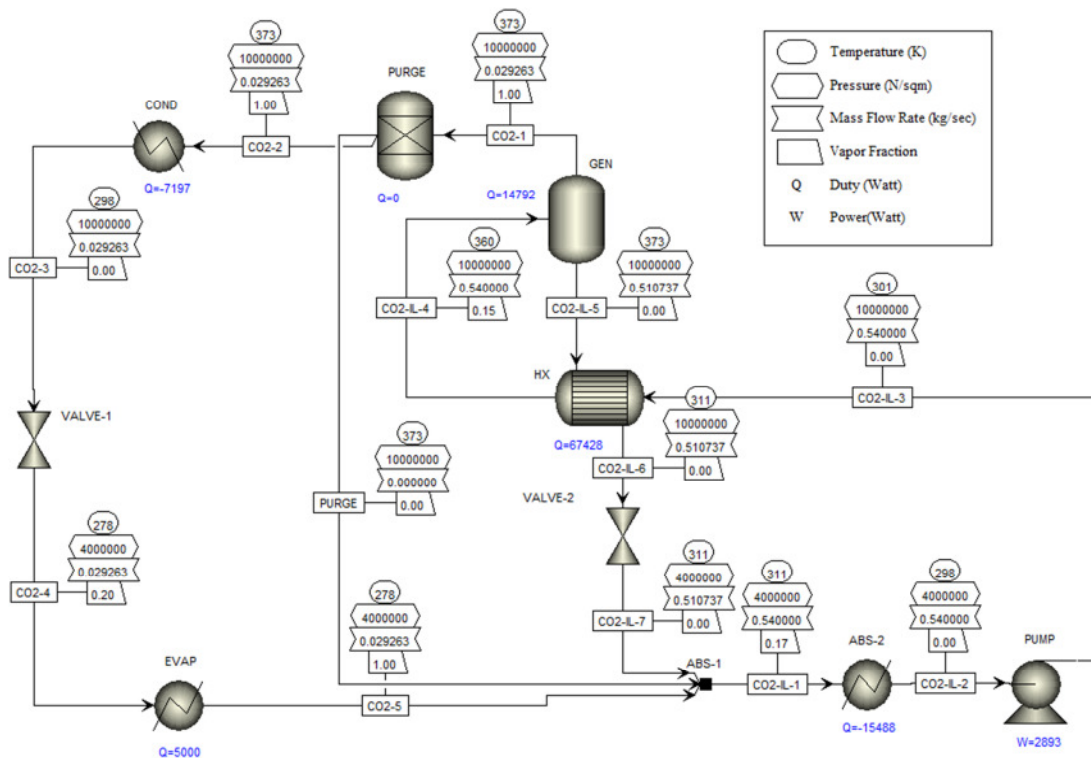 373
10000000
0.029263
1.00
CO2-2
COND
Q=-7197
PURGE
Q=0
373
10000000
0.029263
1.00
CO2-1
GEN
Q=14792
Temperature (K)
Pressure (N/sqm)
Mass Flow Rate (kg/sec)
Vapor Fraction
Q Duty (Watt)
W Power(Watt)
298
10000000
0.029263
0.00
CO2-3
360
10000000
0.540000
0.15
CO2-IL-4
373
10000000
0.510737
0.00
CO2-IL-5
301
10000000
0.540000
0.00
CO2-IL-3
HX
Q=67428
311
10000000
0.510737
0.00
CO2-IL-6
VALVE-1
373
10000000
0.000000
0.00
PURGE
VALVE-2
278
4000000
0.029263
0.20
CO2-4
311
4000000
0.510737
0.00
CO2-IL-7
278
4000000
0.029263
1.00
CO2-5
EVAP
Q=5000
ABS-1
311
4000000
0.540000
0.17
CO2-IL-1
ABS-2
Q=-15488
298
4000000
0.540000
0.00
CO2-IL-2
PUMP
W=2893